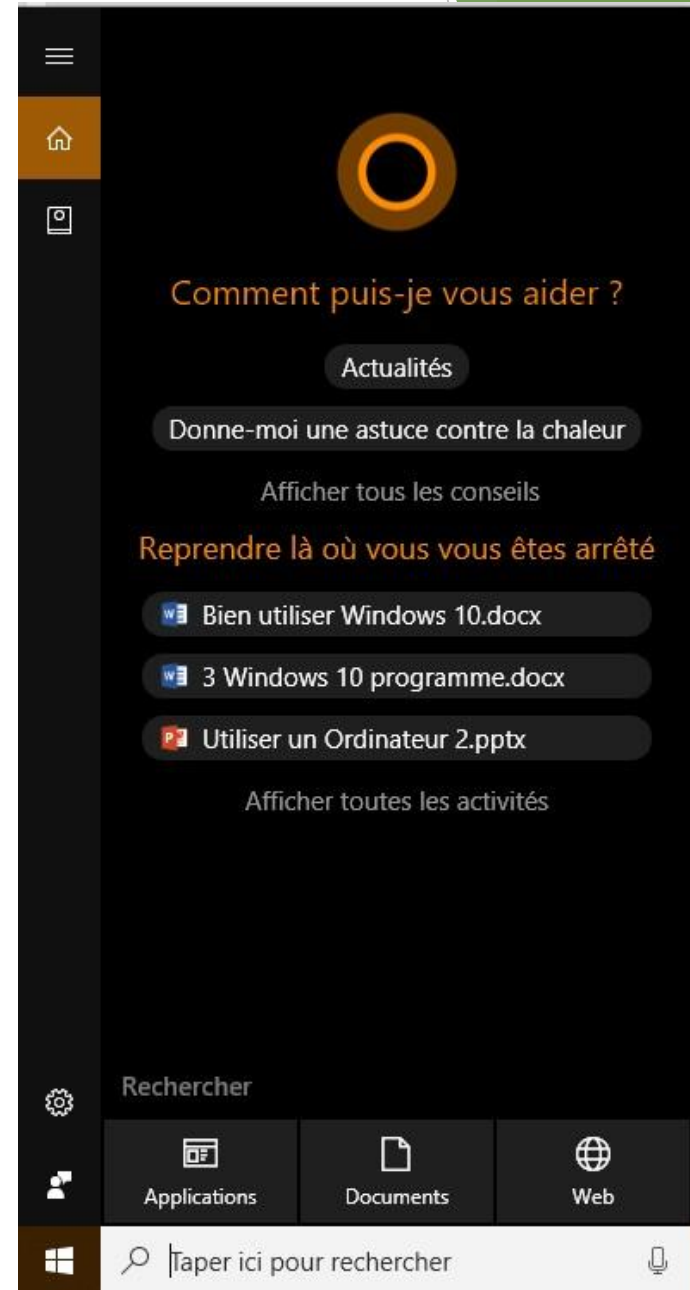 Comment puis-je vous aider ?
Actualités
Donne-moi une astuce contre la chaleur
Afficher tous les conseils
Reprendre là où vous vous êtes arrêté
Bien utiliser Windows 10.docx
3 Windows 10 programme.docx
Utiliser un Ordinateur 2.pptx
Afficher toutes les activités
Rechercher
Applications Documents Web
Taper ici pour rechercher